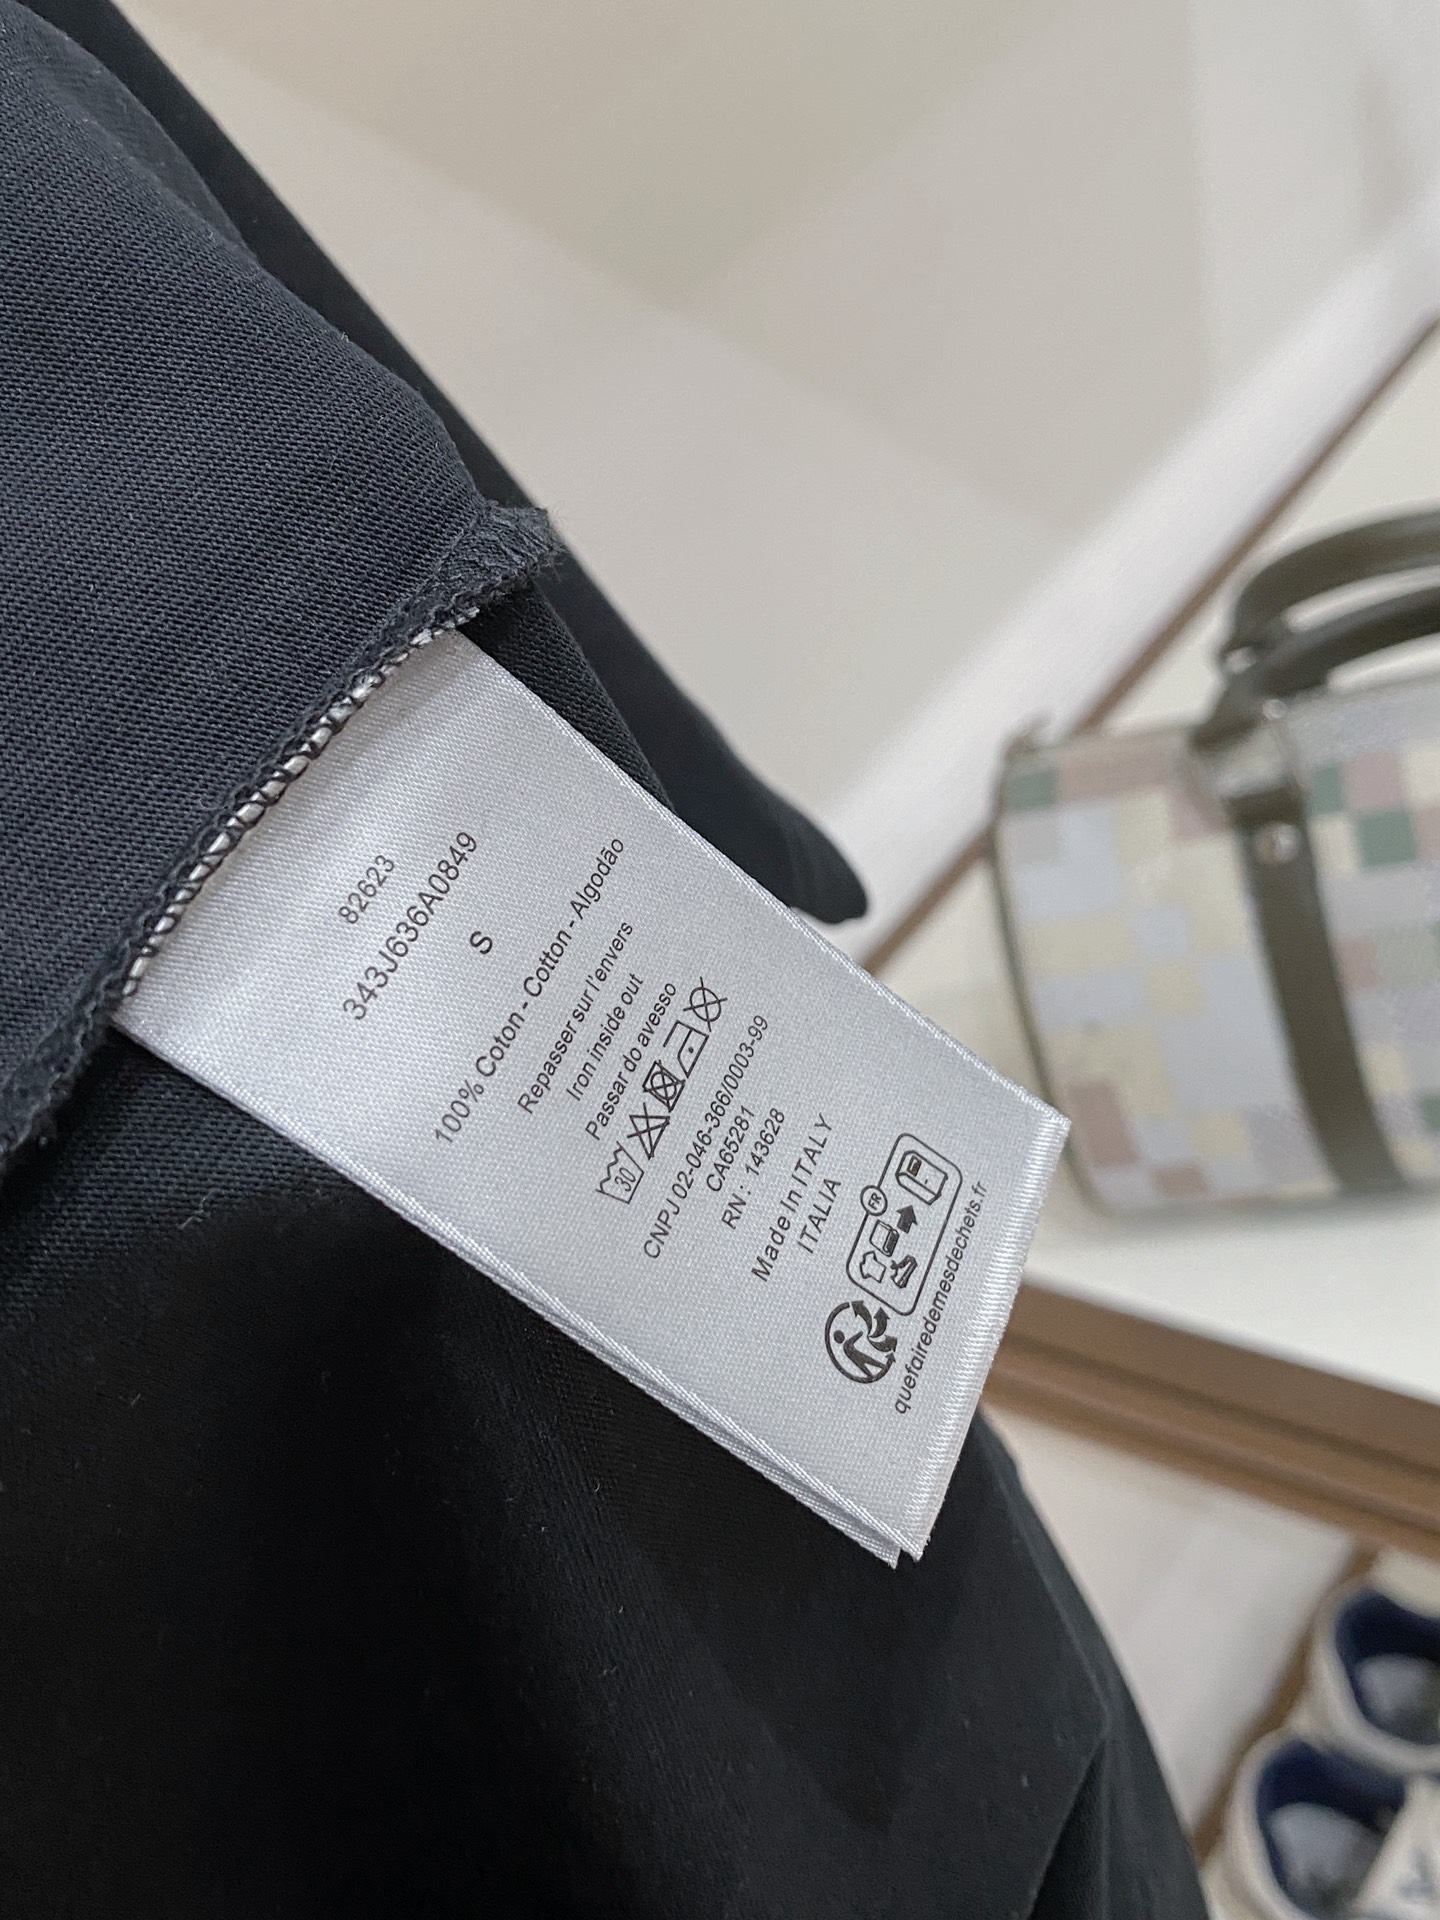 82623
343J636A0849
S
100% Coton - Cotton - Algodão
Repasser sur l'envers
Iron inside out
Passar do avesso
30
CNPJ 02-046-366/0003-99
CA65281
RN : 143628
Made In ITALY
ITALIA
FR
quefairedemesdechets.fr